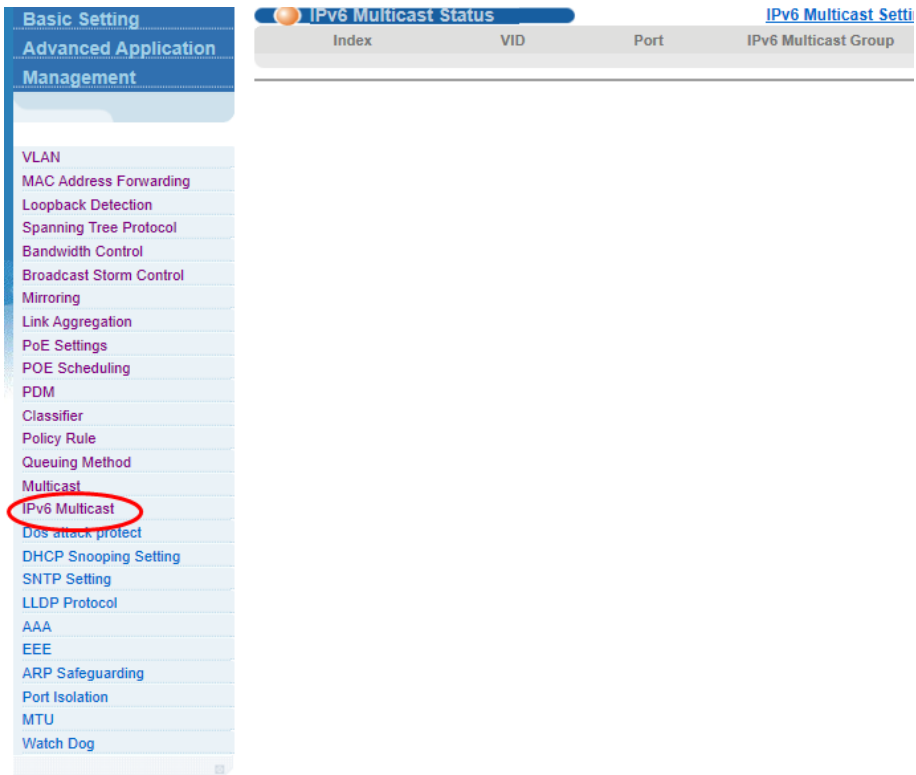 Basic Setting
Advanced Application
Management
VLAN
MAC Address Forwarding
Loopback Detection
Spanning Tree Protocol
Bandwidth Control
Broadcast Storm Control
Mirroring
Link Aggregation
PoE Settings
POE Scheduling
PDM
Classifier
Policy Rule
Queuing Method
Multicast
IPv6 Multicast
Dos attack protect
DHCP Snooping Setting
SNTP Setting
LLDP Protocol
AAA
EEE
ARP Safeguarding
Port Isolation
MTU
Watch Dog
IPv6 Multicast Status IPv6 Multicast Setti
Index VID Port IPv6 Multicast Group